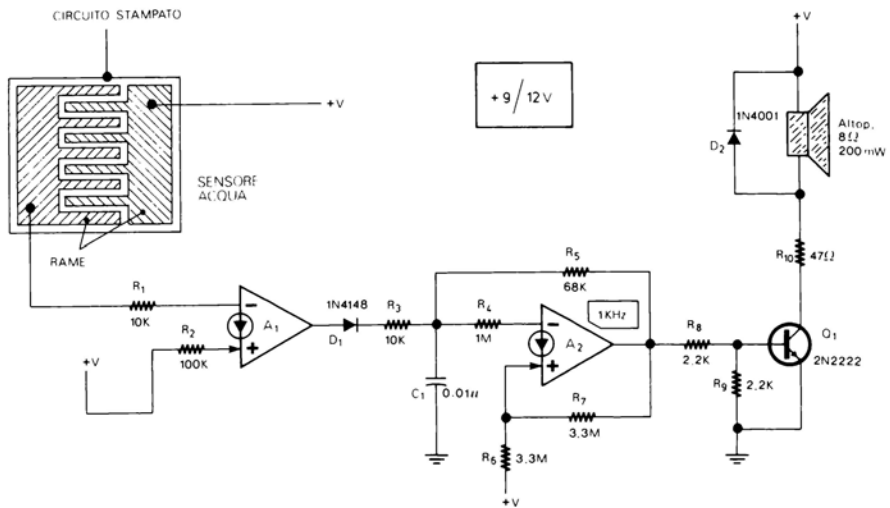 CIRCUITO STAMPATO
+V
SENSORE
ACQUA
RAME
+9/12V
+V
1N4001
D2
Altop.
8Ω
200mW
R10
47Ω
R1
10K
R2
100K
+V
A1
1N4148
D1
R3
10K
C1
0.01µ
R4
1M
R5
68K
A2
1KHz
R7
3.3M
R6
3.3M
+V
R8
2.2K
R9
2.2K
Q1
2N2222